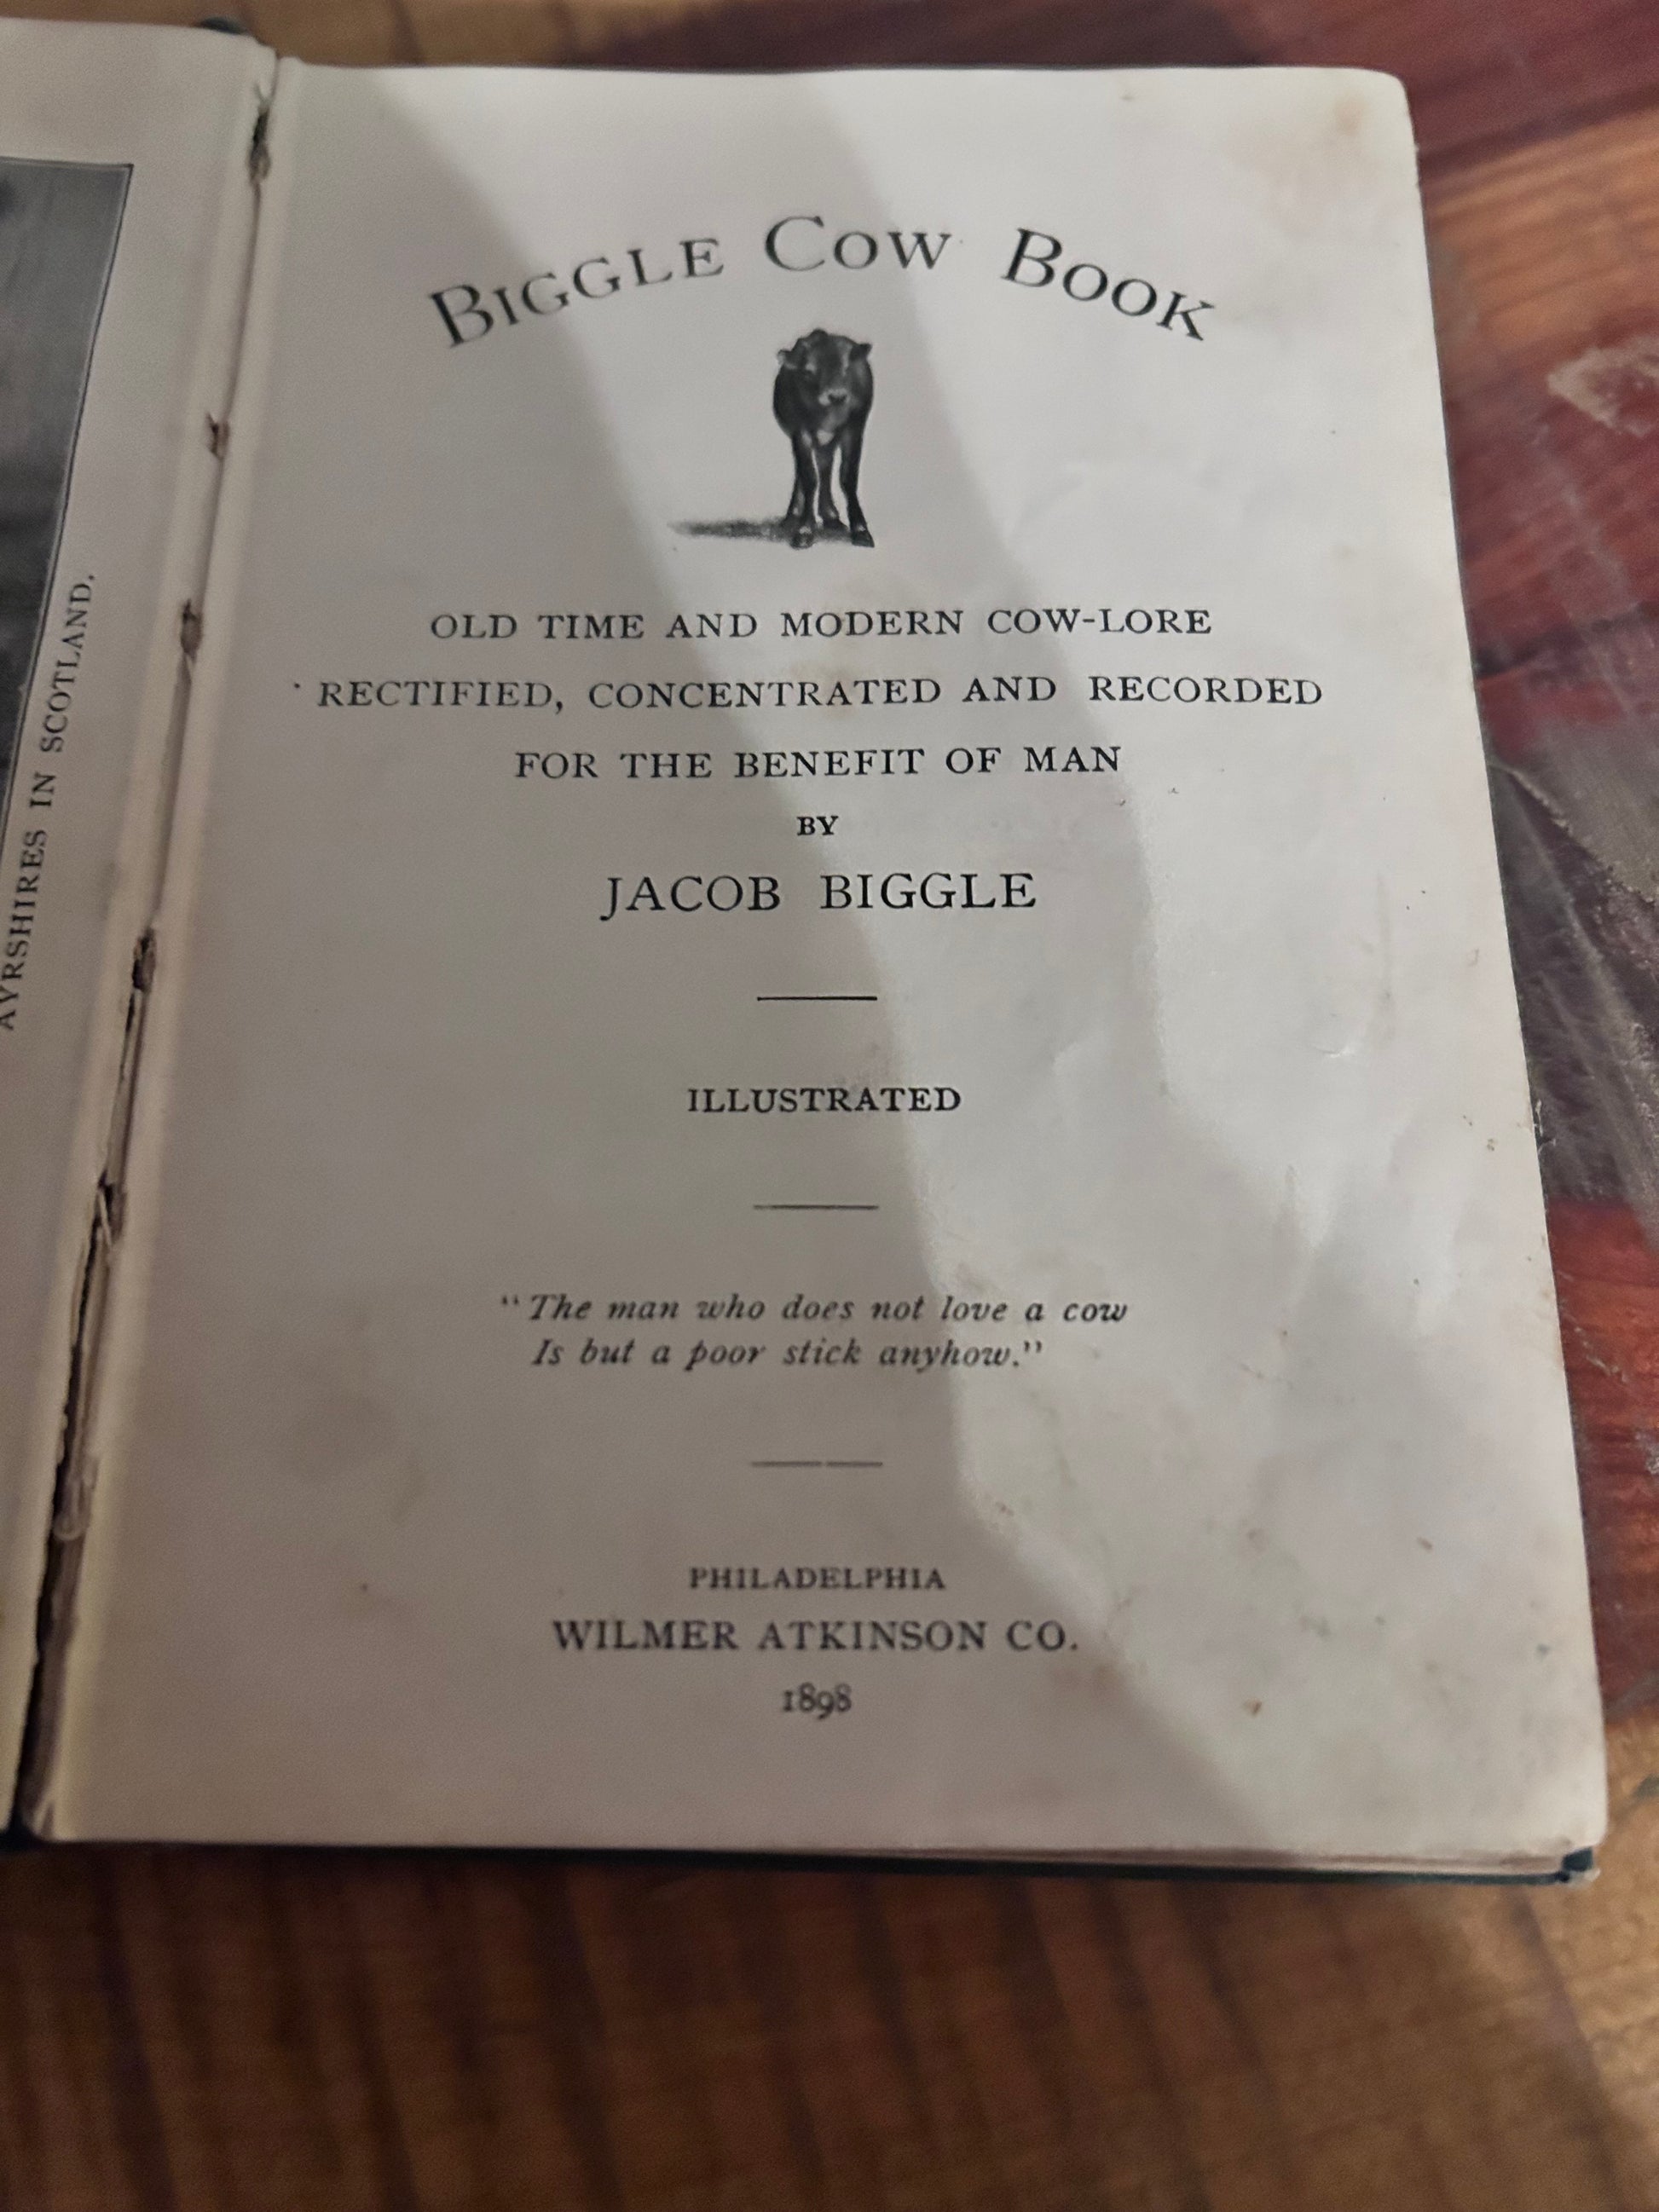 AYRSHIRES IN SCOTLAND.
BIGGLE COW BOOK
OLD TIME AND MODERN COW-LORE
RECTIFIED, CONCENTRATED AND RECORDED
FOR THE BENEFIT OF MAN
BY
JACOB BIGGLE
ILLUSTRATED
"The man who does not love a cow
Is but a poor stick anyhow."
PHILADELPHIA
WILMER ATKINSON CO.
1898